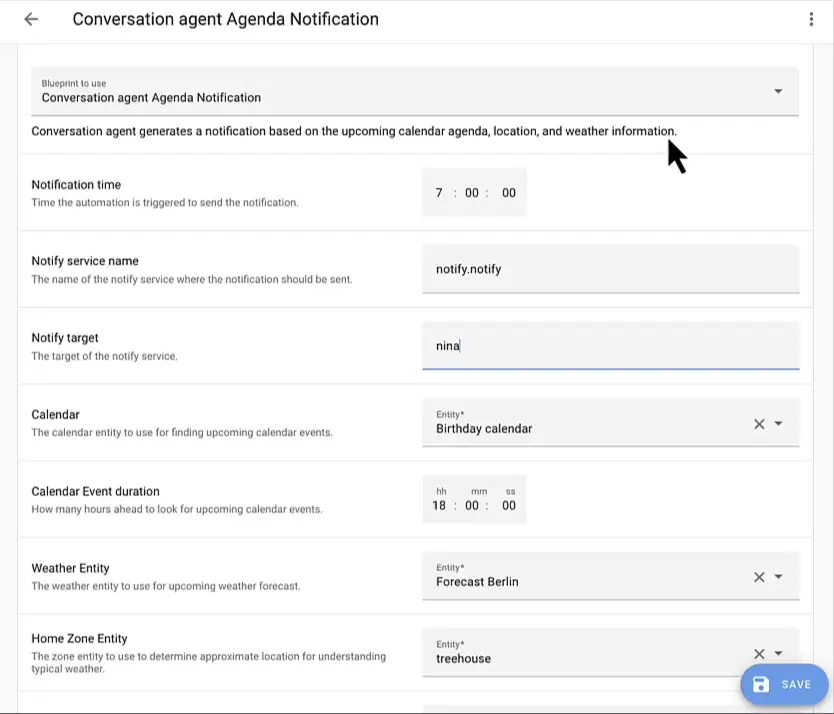 Conversation agent Agenda Notification
Blueprint to use
Conversation agent Agenda Notification
Conversation agent generates a notification based on the upcoming calendar agenda, location, and weather information.
Notification time
Time the automation is triggered to send the notification.
7 : 00 : 00
Notify service name
The name of the notify service where the notification should be sent.
notify.notify
Notify target
The target of the notify service.
nina
Calendar
The calendar entity to use for finding upcoming calendar events.
Entity*
Birthday calendar
Calendar Event duration
How many hours ahead to look for upcoming calendar events.
hh mm ss
18 : 00 : 00
Weather Entity
The weather entity to use for upcoming weather forecast.
Entity*
Forecast Berlin
Home Zone Entity
The zone entity to use to determine approximate location for understanding
typical weather.
Entity*
treehouse
SAVE